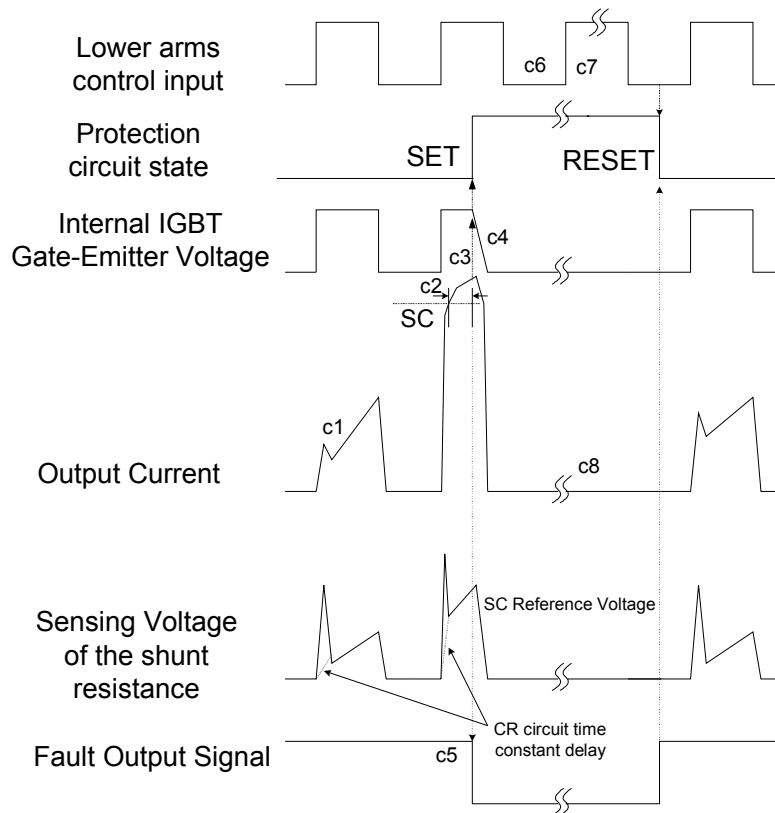 Lower arms
control input
c6
c7
Protection
circuit state
SET
RESET
Internal IGBT
Gate-Emitter Voltage
c4
c3
c2
SC
c1
Output Current
c8
SC Reference Voltage
Sensing Voltage
of the shunt
resistance
CR circuit time
constant delay
Fault Output Signal
c5